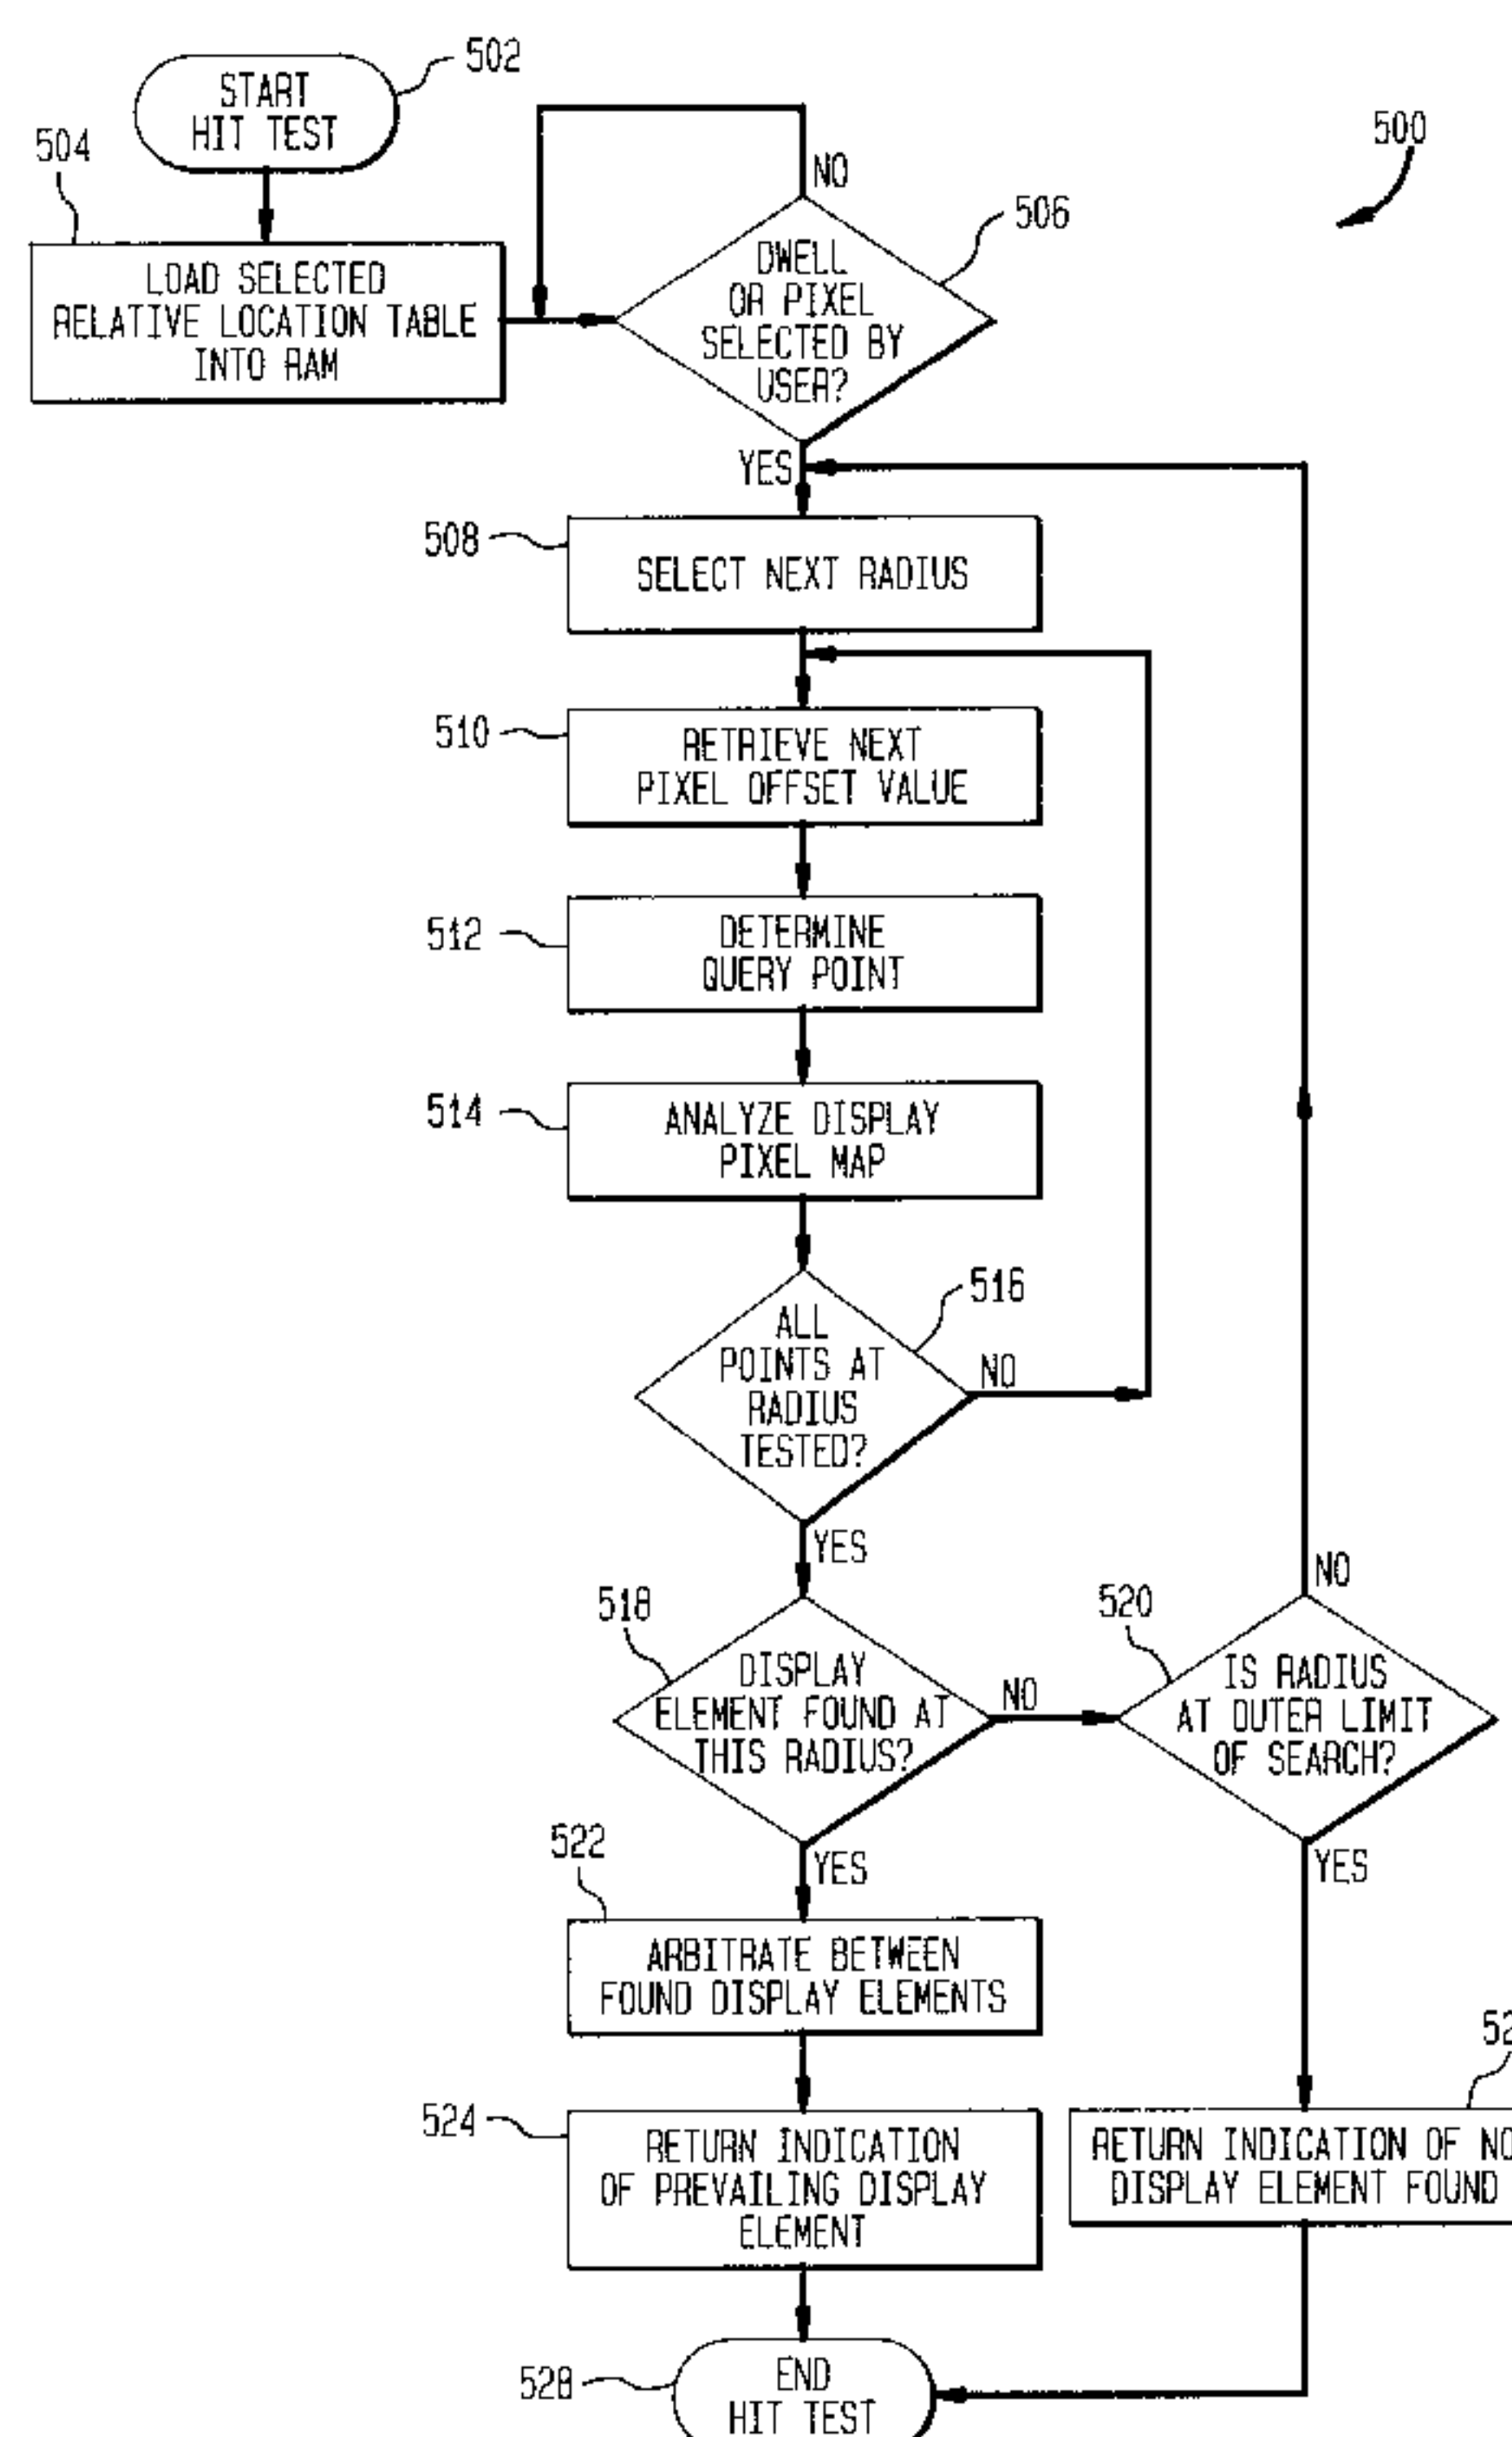 502
START
HIT TEST
504
500
NO
506
LOAD SELECTED
RELATIVE LOCATION TABLE
INTO RAM
DWELL
OR PIXEL
SELECTED BY
USER?
YES
508
SELECT NEXT RADIUS
510
RETRIEVE NEXT
PIXEL OFFSET VALUE
512
DETERMINE
QUERY POINT
514
ANALYZE DISPLAY
PIXEL MAP
516
ALL
POINTS AT
RADIUS
TESTED?
NO
YES
518
DISPLAY
ELEMENT FOUND AT
THIS RADIUS?
NO
520
NO
IS RADIUS
AT OUTER LIMIT
OF SEARCH?
YES
YES
522
ARBITRATE BETWEEN
FOUND DISPLAY ELEMENTS
524
RETURN INDICATION
OF PREVAILING DISPLAY
ELEMENT
RETURN INDICATION OF NO
DISPLAY ELEMENT FOUND
528
END
HIT TEST